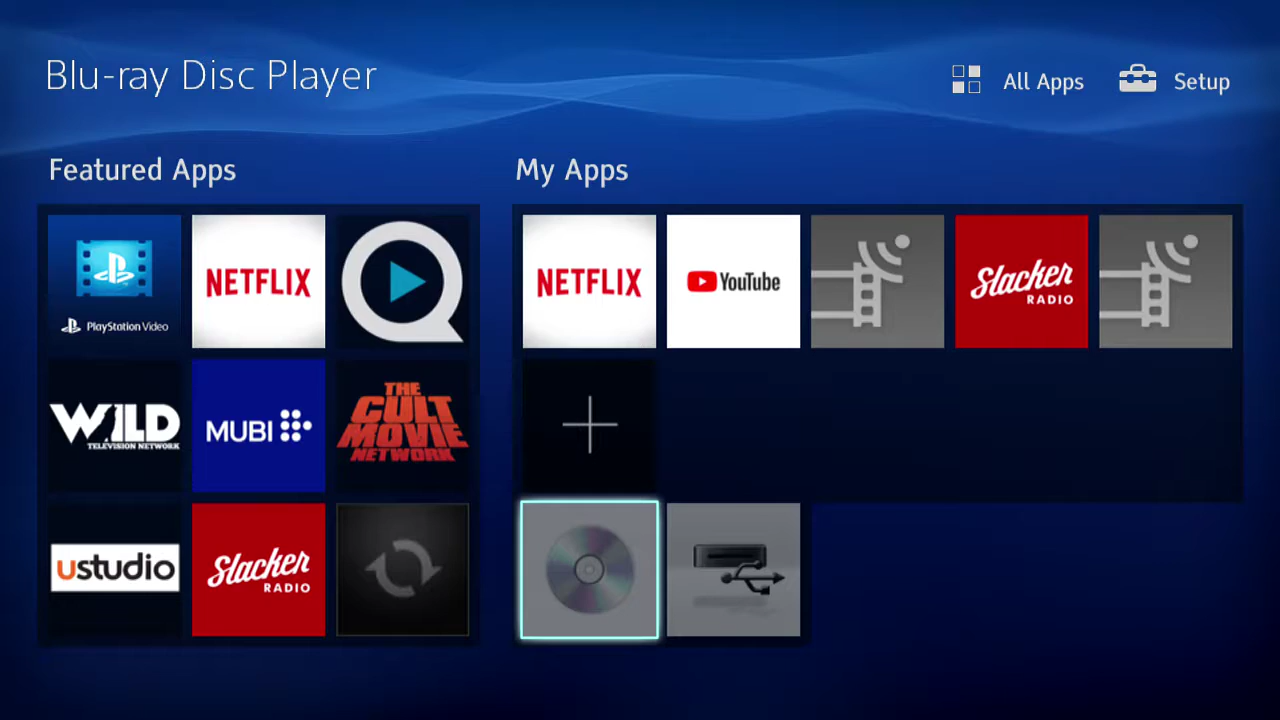 Blu-ray Disc Player
All Apps
Setup
Featured Apps
My Apps
PlayStation Video
NETFLIX
NETFLIX
YouTube
Slacker
RADIO
WILD
TELEVISION NETWORK
MUBI
THE
CULT
MOVIE
NETWORK
ustudio
Slacker
RADIO